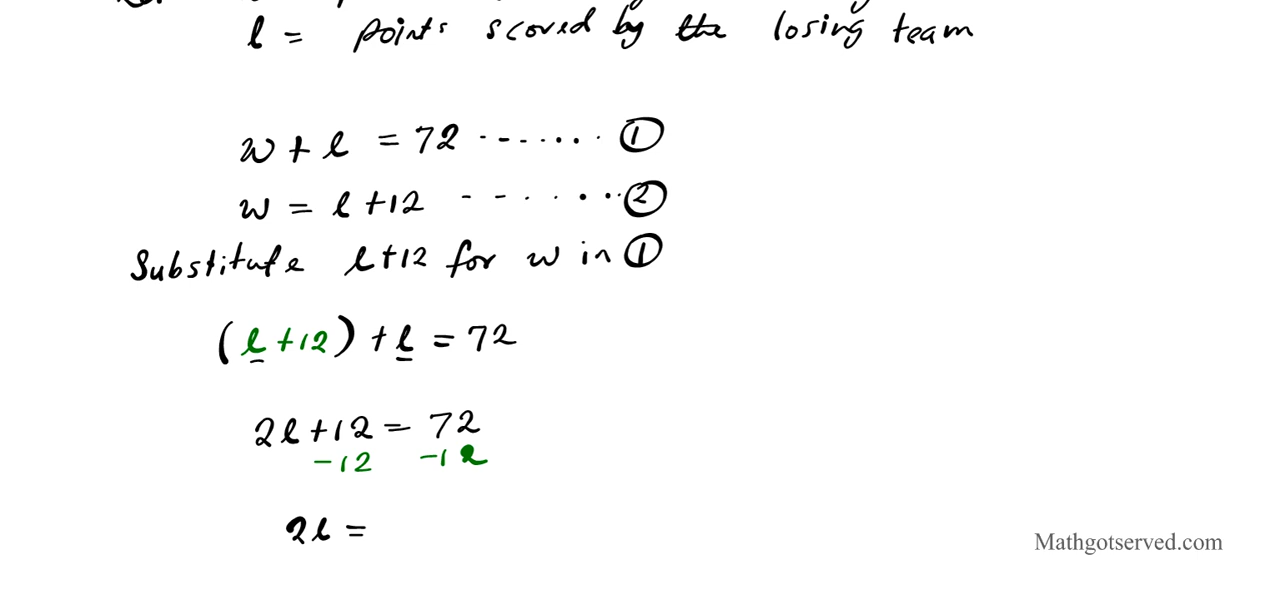 l = points scored by the losing team
w + l = 72 ------- ①
w = l + 12 ------- ②
Substitute l+12 for w in ①
(l + 12) + l = 72
2l + 12 = 72
-12 -12
2l =
Mathgotserved.com